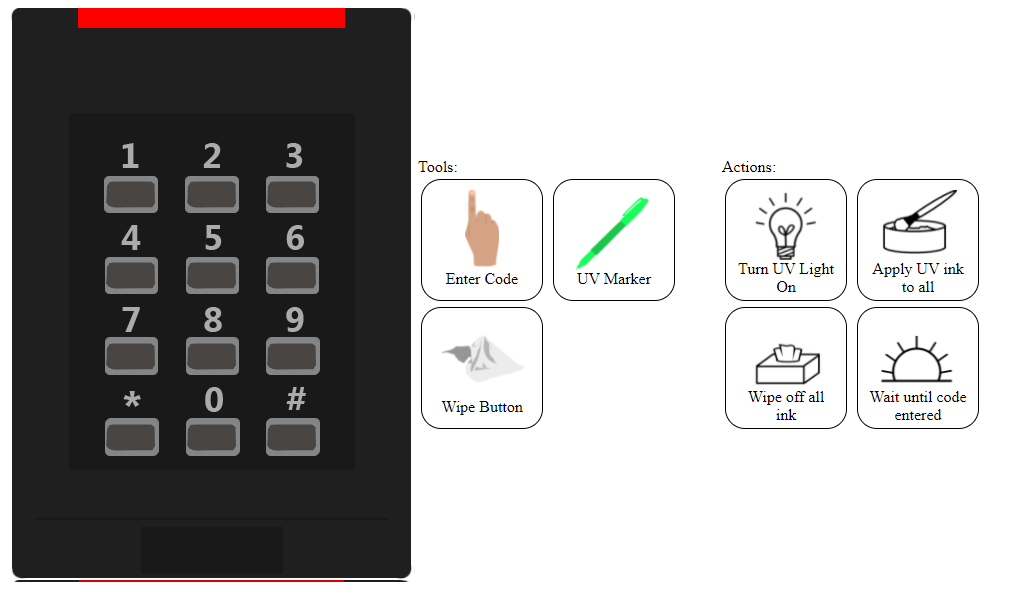 1 2 3
4 5 6
7 8 9
* 0 #
Tools:
Enter Code
UV Marker
Wipe Button
Actions:
Turn UV Light
On
Apply UV ink
to all
Wipe off all
ink
Wait until code
entered